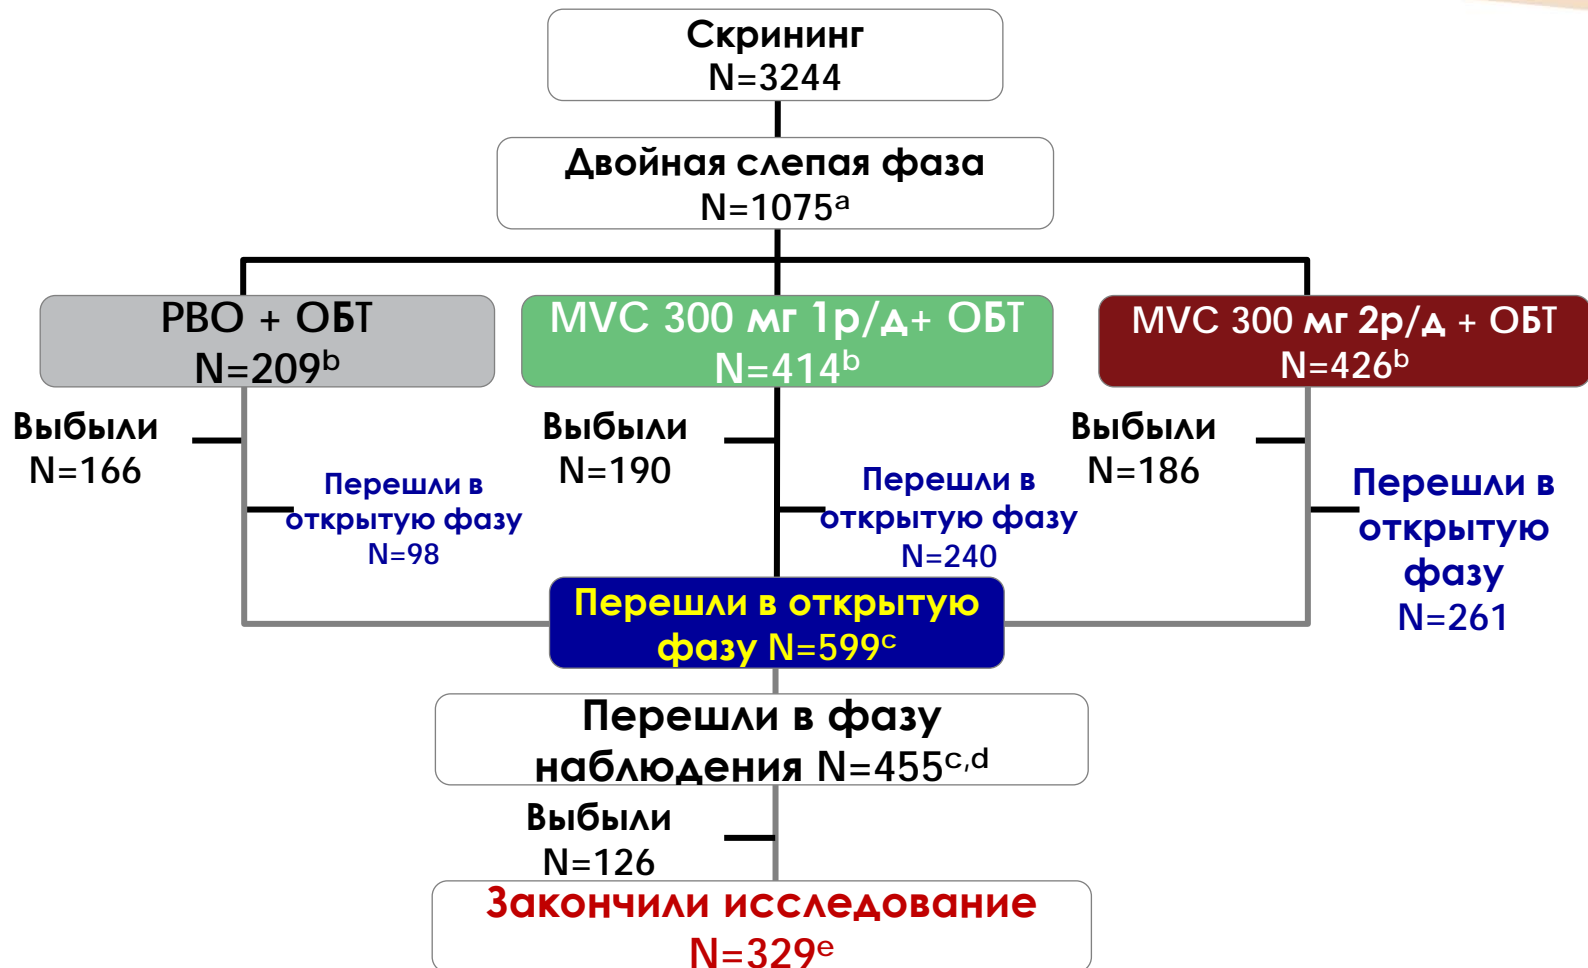 Скрининг
N=3244
Двойная слепая фаза
N=1075ᵃ
PBO + ОБТ
N=209ᵇ
MVC 300 мг 1р/д+ ОБТ
N=414ᵇ
MVC 300 мг 2р/д + ОБТ
N=426ᵇ
Выбыли
N=166
Перешли в
открытую фазу
N=98
Выбыли
N=190
Перешли в
открытую фазу
N=240
Выбыли
N=186
Перешли в
открытую
фазу
N=261
Перешли в открытую
фазу N=599ᶜ
Перешли в фазу
наблюдения N=455ᶜ,ᵈ
Выбыли
N=126
Закончили исследование
N=329ᵉ